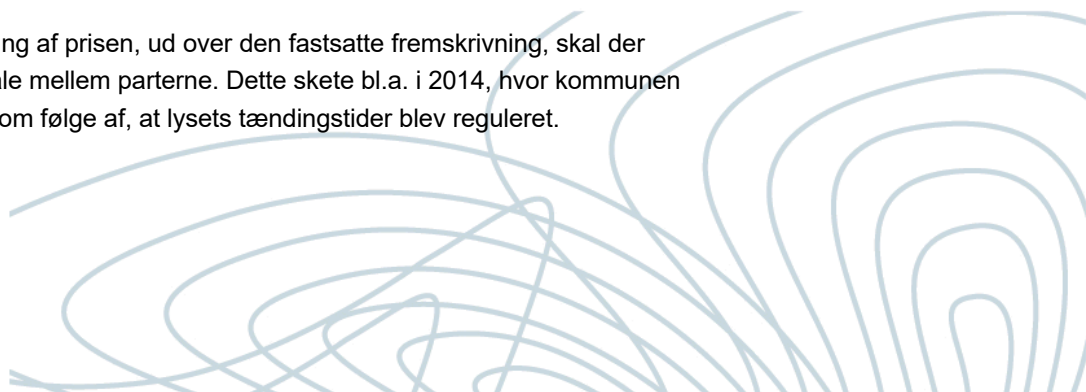 ng af prisen, ud over den fastsatte fremskrivning, skal der
le mellem parterne. Dette skete bl.a. i 2014, hvor kommunen
om følge af, at lysets tændingstider blev reguleret.